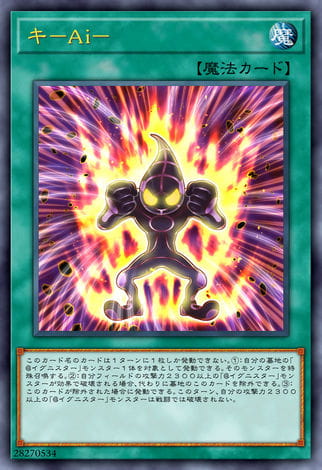 キーAiー
魔
【魔法カード】
このカード名のカードは１ターンに１枚しか発動できない。①：自分の墓地の「
＠イグニスター」モンスター１体を対象として発動できる。そのモンスターを特
殊召喚する。②：自分フィールドの攻撃力２３００以上の「＠イグニスター」モン
スターが効果で破壊される場合、代わりに墓地のこのカードを除外できる。③：
このカードが除外された場合に発動できる。このターン、自分の攻撃力２３００
以上の「＠イグニスター」モンスターは戦闘では破壊されない。
28270534